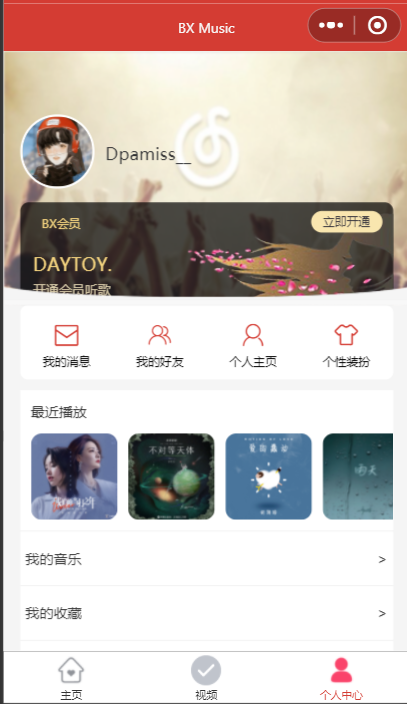 BX Music
Dpamiss__
BX会员
立即开通
DAYTOY.
开通会员听歌
我的消息
我的好友
个人主页
个性装扮
最近播放
不对等天体
我的音乐 >
我的收藏 >
主页
视频
个人中心